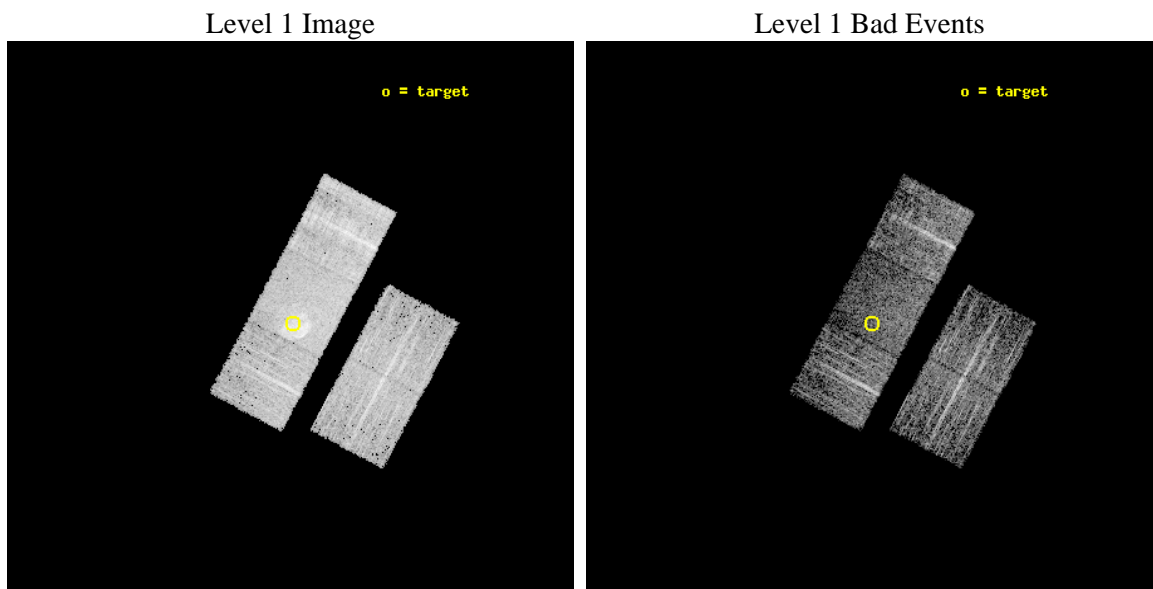 Level 1 Image
Level 1 Bad Events
o = target
o = target